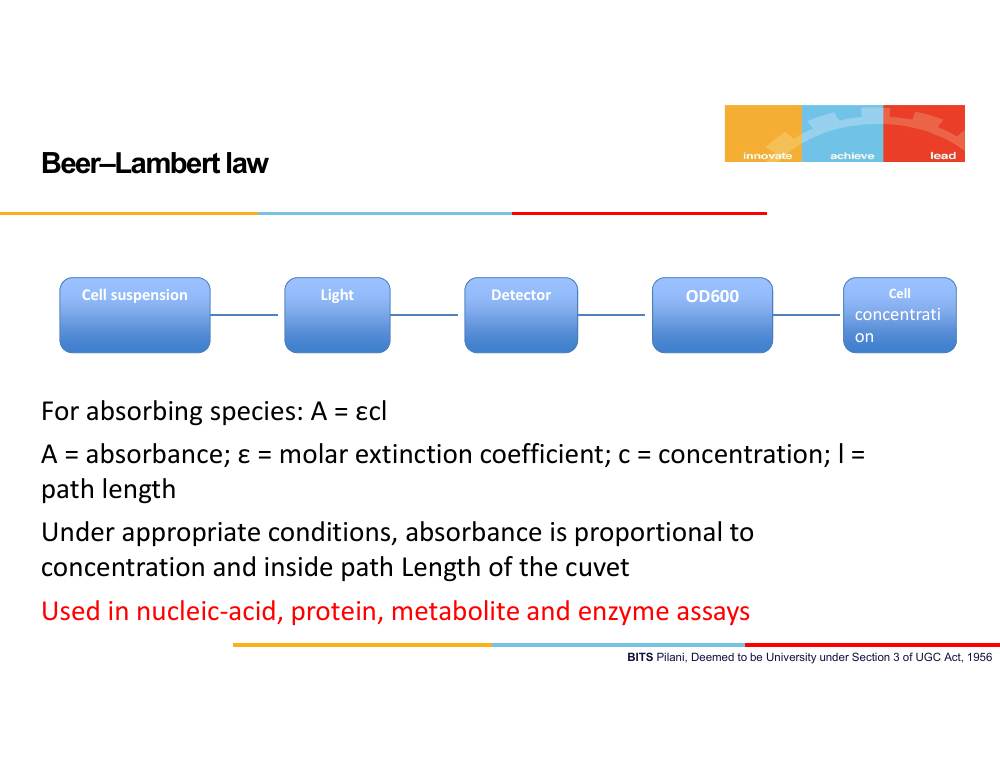 innovate achieve lead
Beer–Lambert law
Cell suspension
Light
Detector
OD600
Cell
concentrati
on
For absorbing species: A = εcl
A = absorbance; ε = molar extinction coefficient; c = concentration; l =
path length
Under appropriate conditions, absorbance is proportional to
concentration and inside path Length of the cuvet
Used in nucleic-acid, protein, metabolite and enzyme assays
BITS Pilani, Deemed to be University under Section 3 of UGC Act, 1956